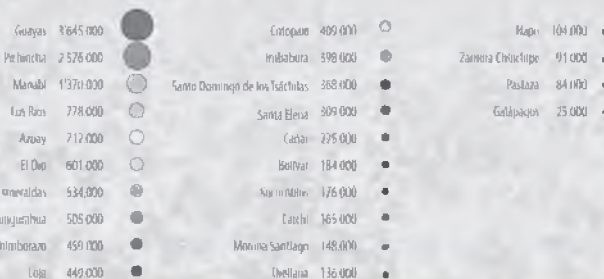 Guayas 3'645 000
Pichincha 2 576 000
Manabí 1'370 000
Los Ríos 778 000
Azuay 712 000
El Oro 601 000
smeraldas 534,000
ungurahua 505 000
himborazo 459 000
Loja 449 000
Cotopaxi 409 000
Imbabura 398 000
Santo Domingo de los Tsáchilas 368 000
Santa Elena 309 000
Cañar 225 000
Bolívar 184 000
Sucumbíos 176 000
Carchi 165 000
Morona Santiago 148,000
Orellana 136 000
Napo 104 000
Zamora Chinchipe 91 000
Pastaza 84 000
Galápagos 25 000